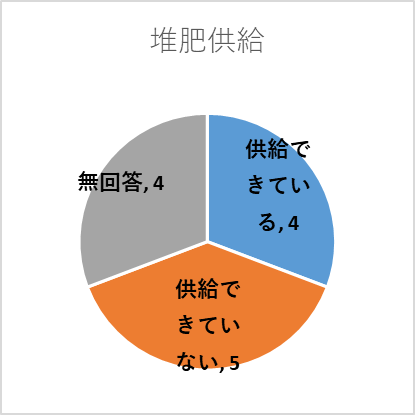 堆肥供給
供給で
きてい
る, 4
無回答, 4
供給で
きてい
ない, 5